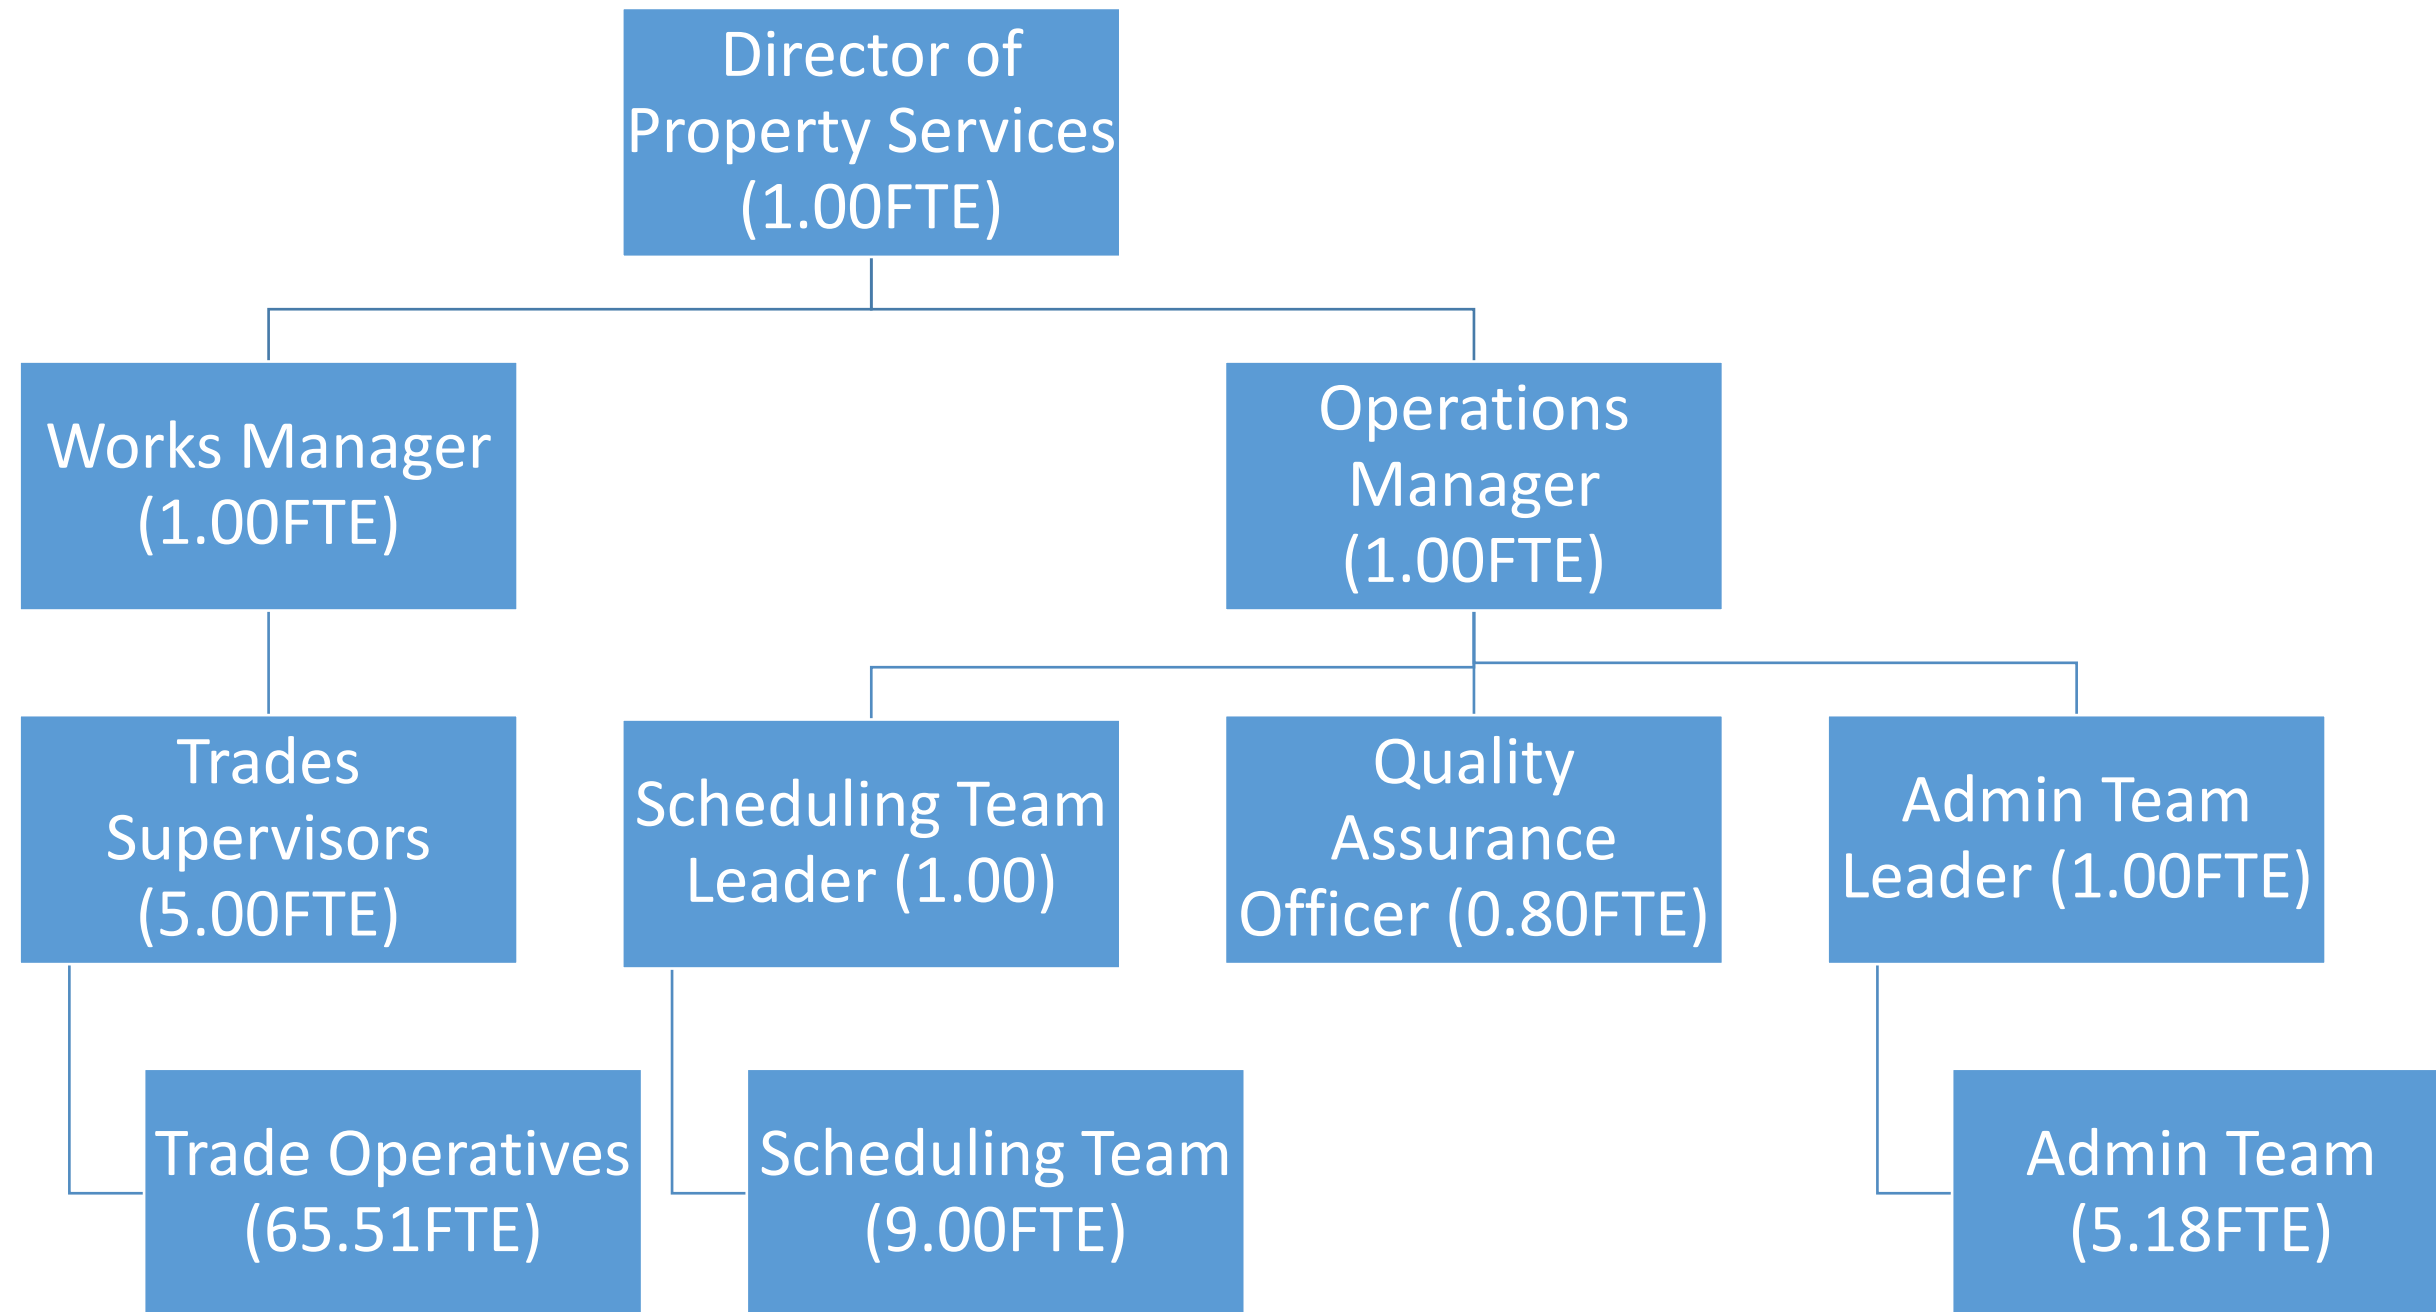 Director of
Property Services
(1.00FTE)
Works Manager
(1.00FTE)
Operations
Manager
(1.00FTE)
Trades
Supervisors
(5.00FTE)
Scheduling Team
Leader (1.00)
Quality
Assurance
Officer (0.80FTE)
Admin Team
Leader (1.00FTE)
Trade Operatives
(65.51FTE)
Scheduling Team
(9.00FTE)
Admin Team
(5.18FTE)